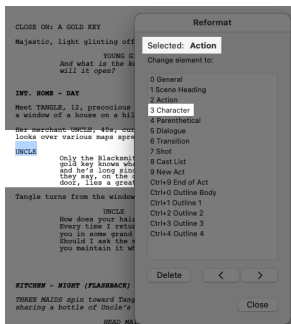 CLOSE ON: A GOLD KEY
Majestic, light glinting off
YOUNG G
And what is the k
will it open?
INT. HOME - DAY
Meet TANGLE, 12, precocious
a window of a house on a hil
Her merchant UNCLE, 40s, cur
looks over various maps spre
UNCLE
Only the Blacksmit
gold key knows wha
and he's long sinc
they say, on the o
door, lies a great
Tangle turns from the window
UNCLE
How does your hair
Every time I retur
you in some grand
Should I ask the m
you maintain it wh
KITCHEN - NIGHT (FLASHBACK)
THREE MAIDS spin toward Tang
sharing a bottle of Uncle's
HEAD MA
Reformat
Selected: Action
Change element to:
0 General
1 Scene Heading
2 Action
3 Character
4 Parenthetical
5 Dialogue
6 Transition
7 Shot
8 Cast List
9 New Act
Ctrl+9 End of Act
Ctrl+0 Outline Body
Ctrl+1 Outline 1
Ctrl+2 Outline 2
Ctrl+3 Outline 3
Ctrl+4 Outline 4
Delete
<
>
Close